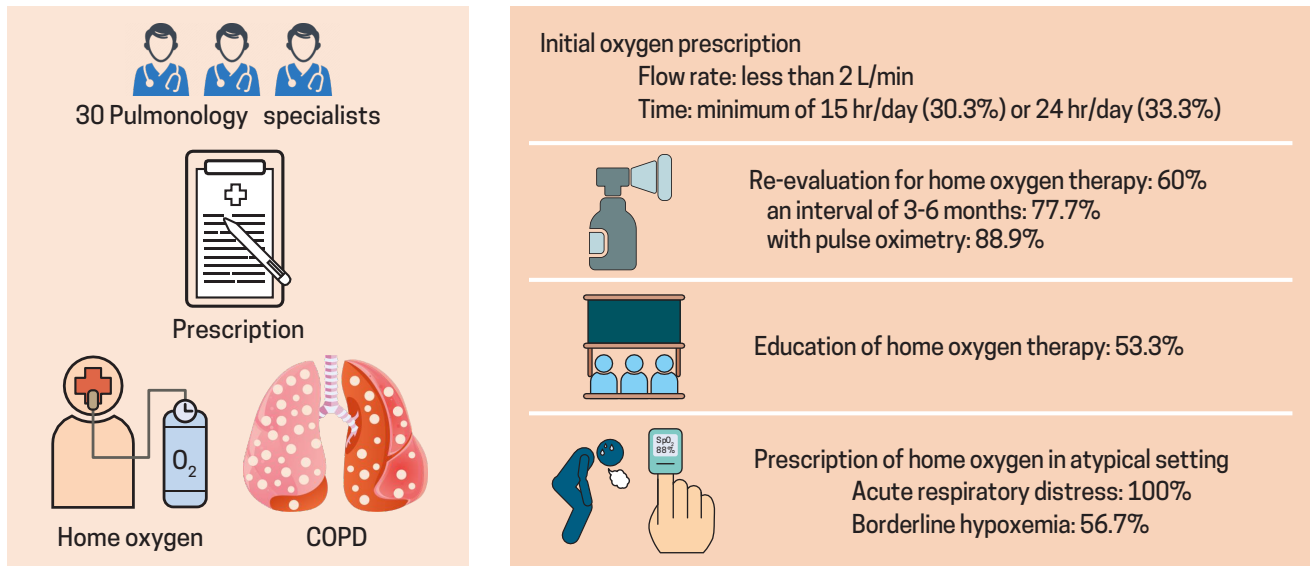 30 Pulmonology specialists
Prescription
O2
Home oxygen
COPD
Initial oxygen prescription
Flow rate: less than 2 L/min
Time: minimum of 15 hr/day (30.3%) or 24 hr/day (33.3%)
Re-evaluation for home oxygen therapy: 60%
an interval of 3-6 months: 77.7%
with pulse oximetry: 88.9%
Education of home oxygen therapy: 53.3%
SpO2
88%
Prescription of home oxygen in atypical setting
Acute respiratory distress: 100%
Borderline hypoxemia: 56.7%